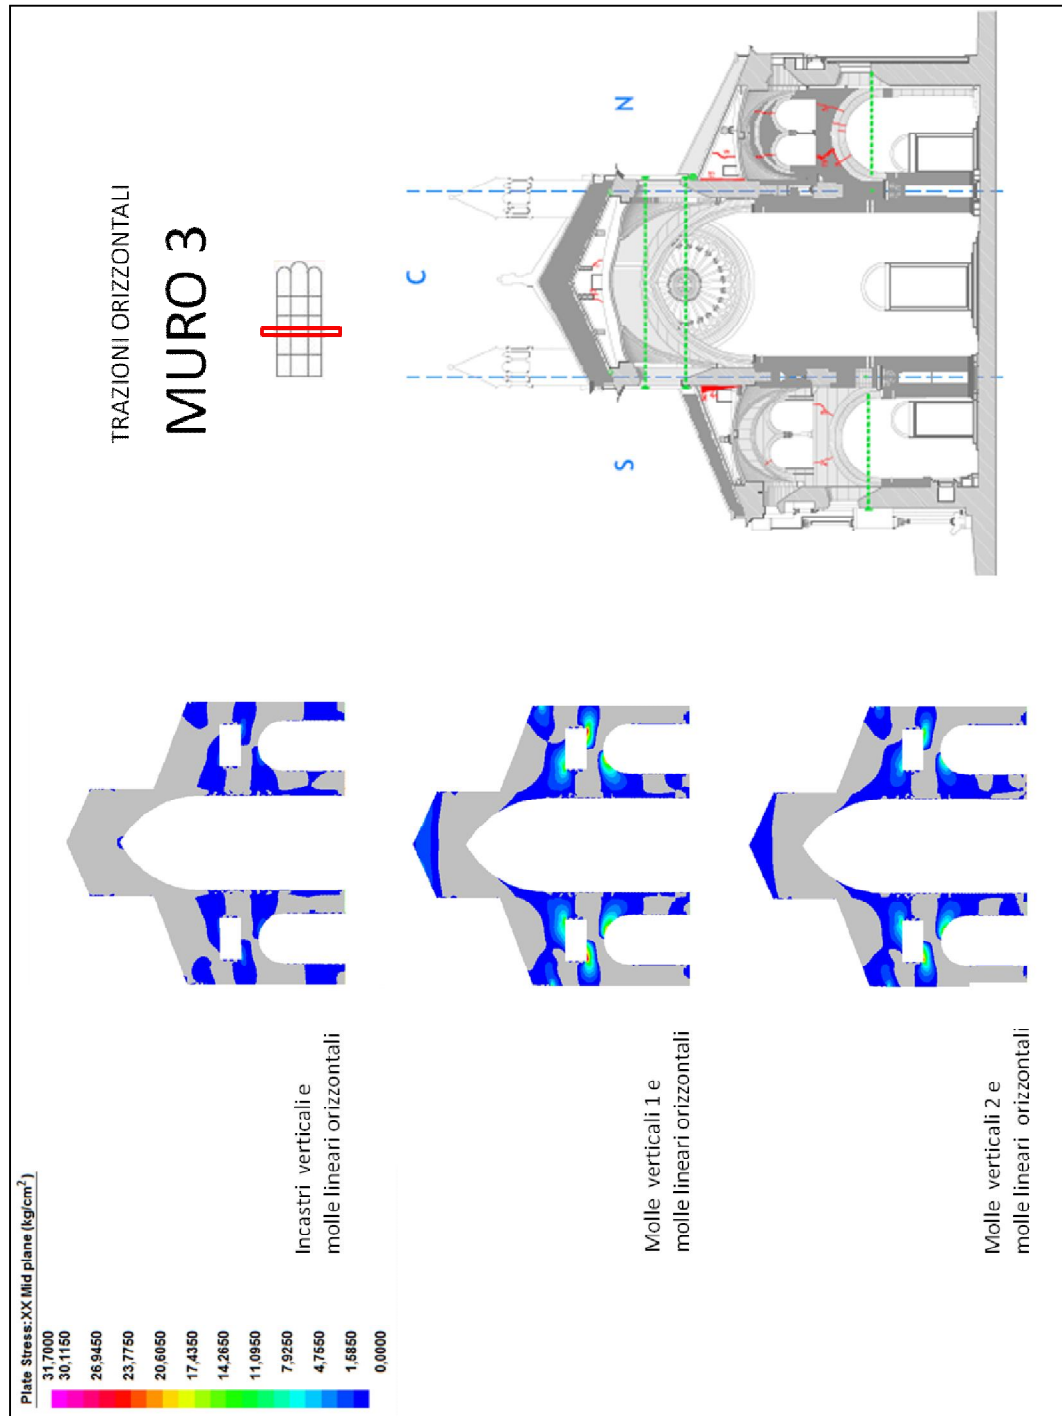 TRAZIONI ORIZZONTALI
MURO 3
Plate Stress:XX Mid plane (kg/cm²)
31,7000
30,1150
26,9450
23,7750
20,6050
17,4350
14,2650
11,0950
7,9250
4,7550
1,5850
0,0000
Incastri verticali e
molle lineari orizzontali
Molle verticali 1 e
molle lineari orizzontali
Molle verticali 2 e
molle lineari orizzontali
S
C
N